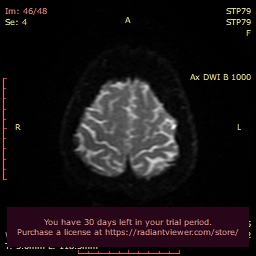 Im: 46/48
Se: 4
A
STP79
STP79
F
Ax DWI B 1000
R
L
You have 30 days left in your trial period.
Purchase a license at https://radiantviewer.com/store/